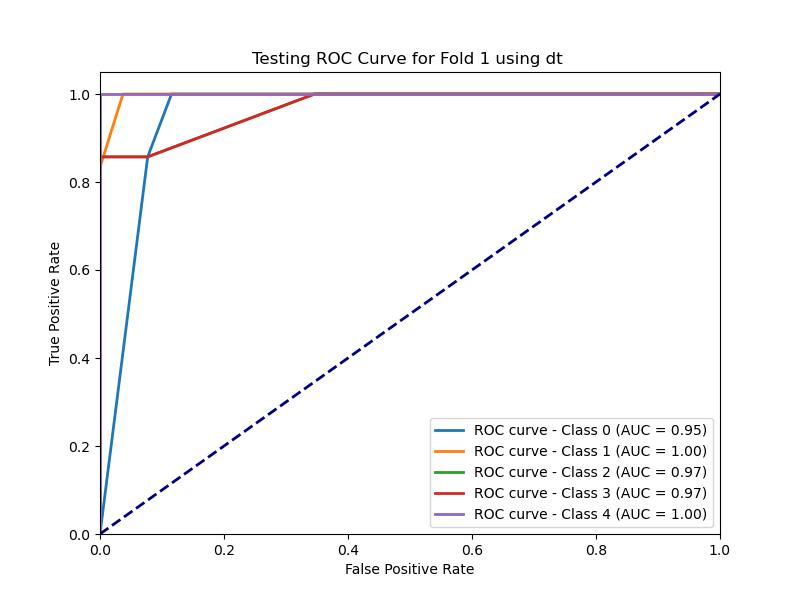 Testing ROC Curve for Fold 1 using dt
1.0
0.8
0.6
0.4
0.2
0.0
True Positive Rate
ROC curve - Class 0 (AUC = 0.95)
ROC curve - Class 1 (AUC = 1.00)
ROC curve - Class 2 (AUC = 0.97)
ROC curve - Class 3 (AUC = 0.97)
ROC curve - Class 4 (AUC = 1.00)
0.0 0.2 0.4 0.6 0.8 1.0
False Positive Rate